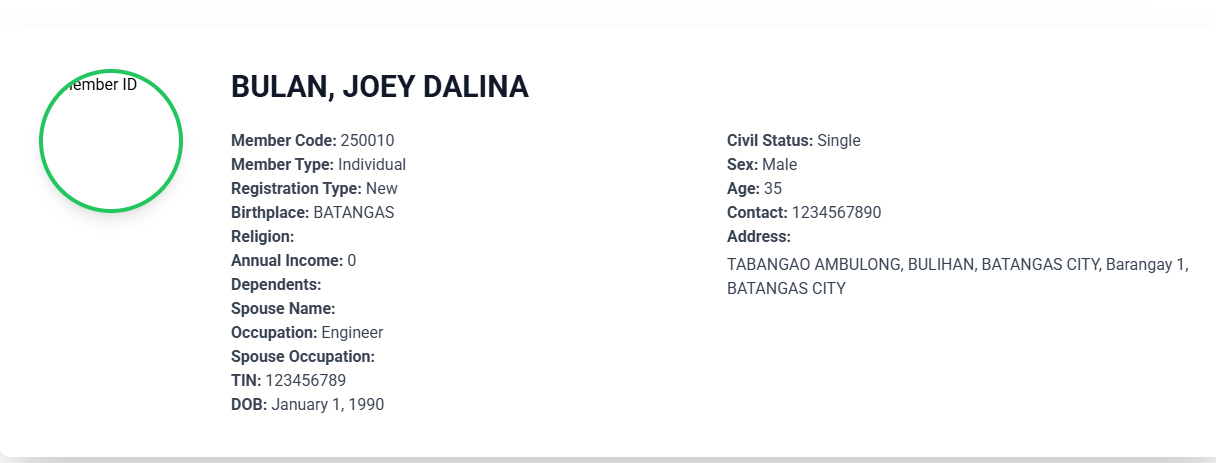 ember ID
BULAN, JOEY DALINA
Member Code: 250010
Member Type: Individual
Registration Type: New
Birthplace: BATANGAS
Religion:
Annual Income: 0
Dependents:
Spouse Name:
Occupation: Engineer
Spouse Occupation:
TIN: 123456789
DOB: January 1, 1990
Civil Status: Single
Sex: Male
Age: 35
Contact: 1234567890
Address:
TABANGAO AMBULONG, BULIHAN, BATANGAS CITY, Barangay 1,
BATANGAS CITY